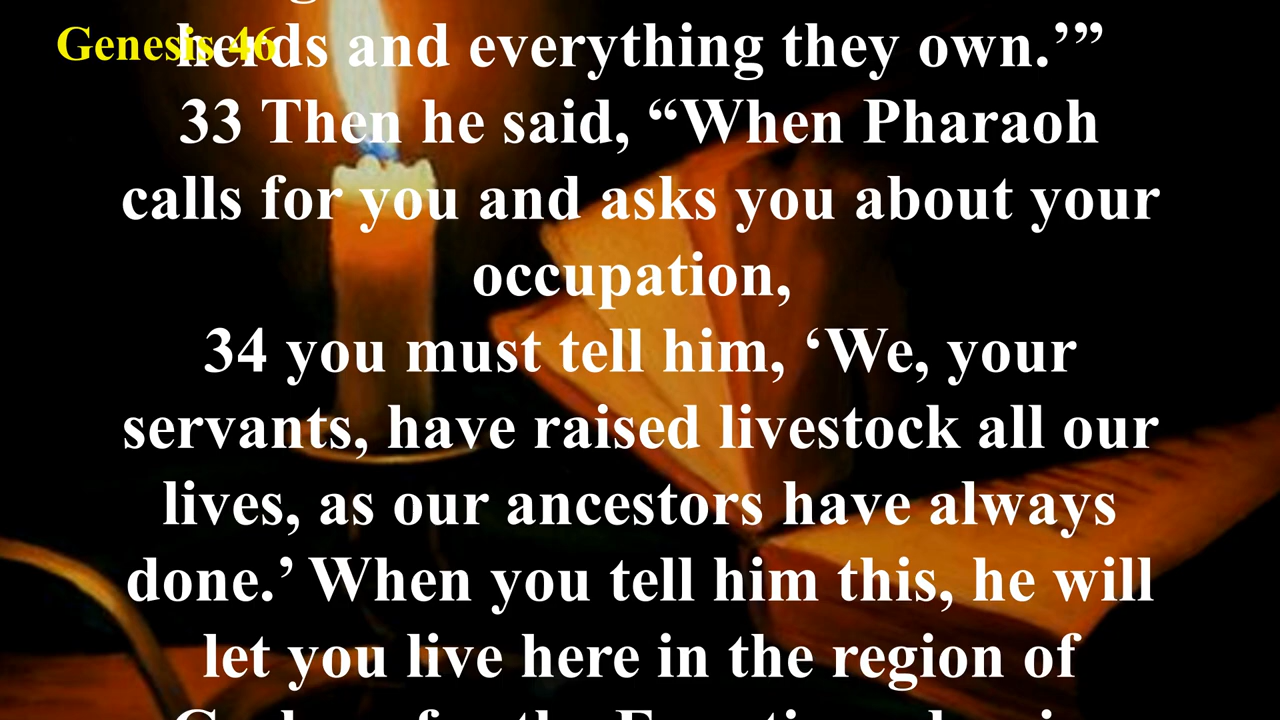 Genesis 46
herds and everything they own.’”
33 Then he said, “When Pharaoh
calls for you and asks you about your
occupation,
34 you must tell him, ‘We, your
servants, have raised livestock all our
lives, as our ancestors have always
done.’ When you tell him this, he will
let you live here in the region of